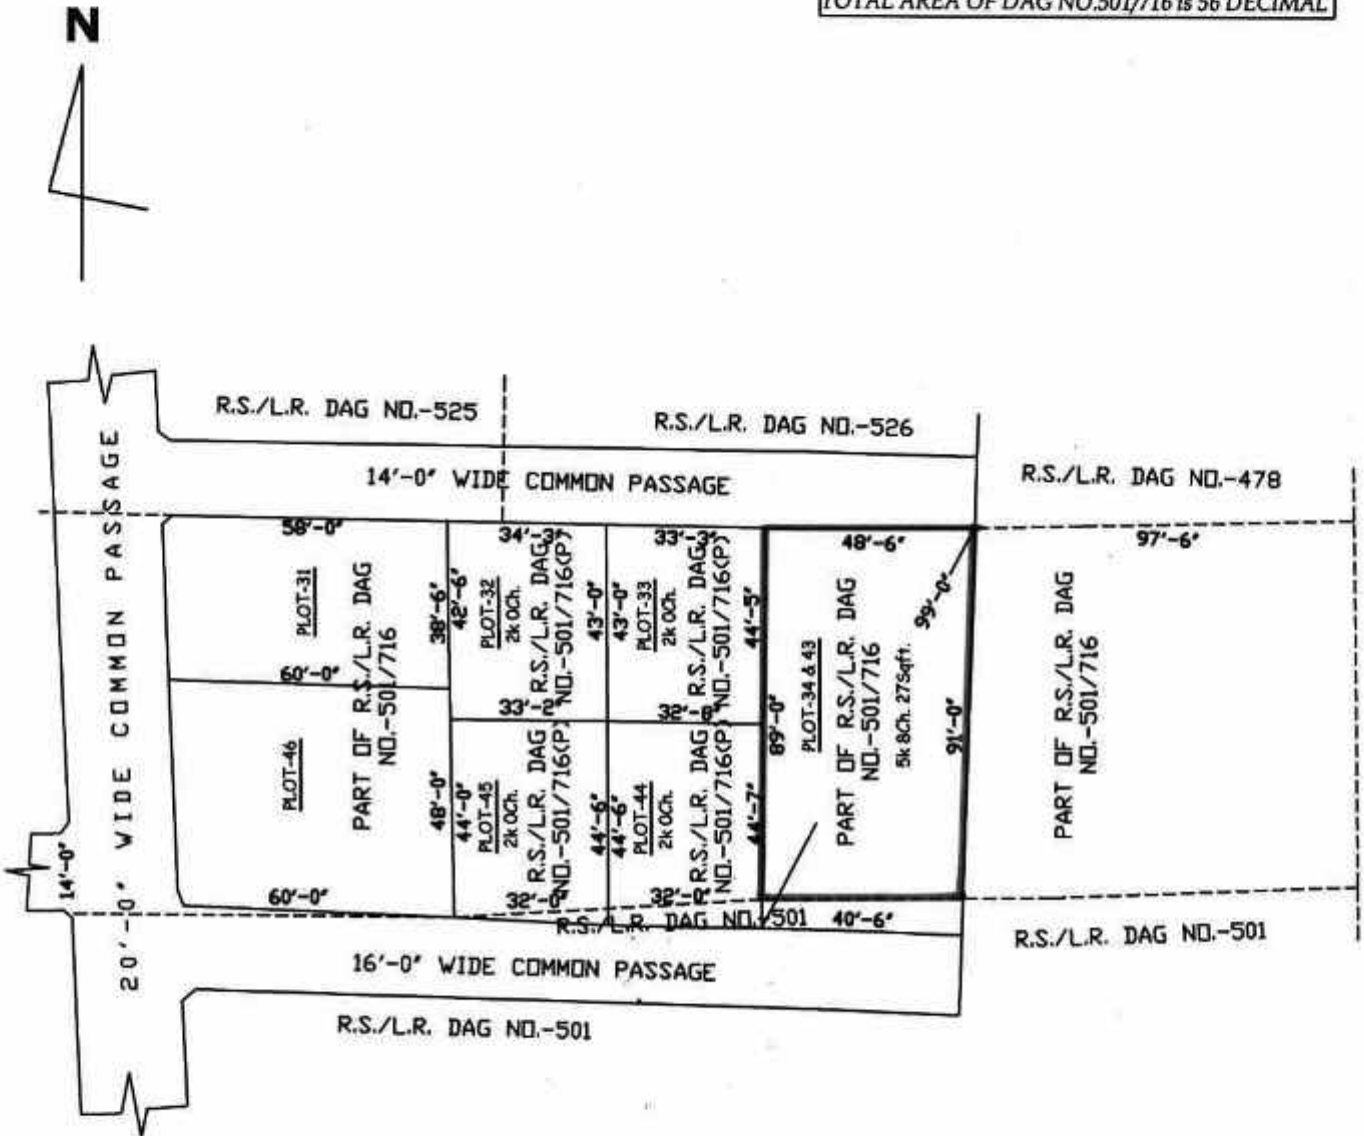 TOTAL AREA OF DAG NO.501/716 is 56 DECIMAL
N
R.S./L.R. DAG NO.-525
R.S./L.R. DAG NO.-526
R.S./L.R. DAG NO.-478
14'-0" WIDE COMMON PASSAGE
20'-0" WIDE COMMON PASSAGE
14'-0"
58'-0"
PLOT-31
PART OF R.S./L.R. DAG
NO.-501/716
38'-6"
60'-0"
PLOT-46
48'-0"
60'-0"
34'-3"
42'-6"
PLOT-32
2k 0Ch.
R.S./L.R. DAG
NO.-501/716(P)
43'-0"
33'-2"
44'-0"
PLOT-45
2k 0Ch.
R.S./L.R. DAG
NO.-501/716(P)
44'-6"
32'-0"
33'-3"
43'-0"
PLOT-33
2k 0Ch.
R.S./L.R. DAG
NO.-501/716(P)
44'-5"
44'-6"
PLOT-44
2k 0Ch.
R.S./L.R. DAG
NO.-501/716(P)
44'-7"
32'-0"
48'-6"
89'-0"
PLOT-34 & 43
PART OF R.S./L.R. DAG
NO.-501/716
5k 8Ch. 27Sqft.
99'-0"
91'-0"
40'-6"
97'-6"
PART OF R.S./L.R. DAG
NO.-501/716
R.S./L.R. DAG NO.-501
R.S./L.R. DAG NO.-501
16'-0" WIDE COMMON PASSAGE
R.S./L.R. DAG NO.-501